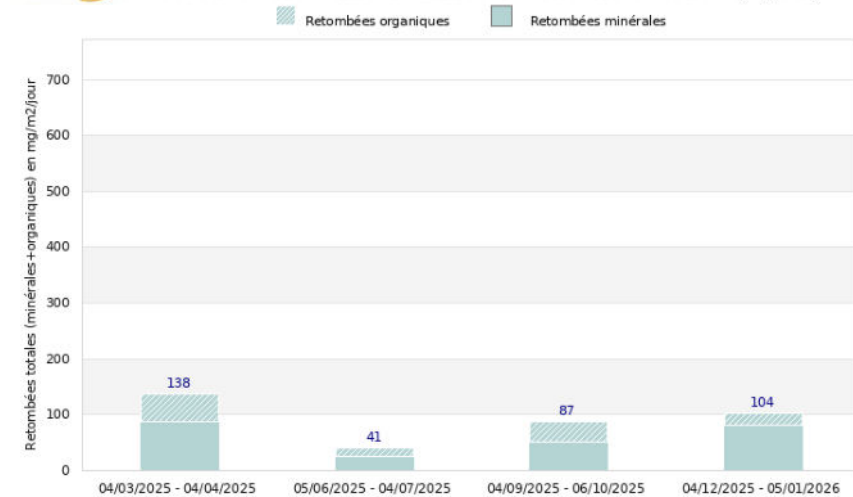 Retombées organiques
Retombées minérales
Retombées totales (minérales+organiques) en mg/m2/jour
700
600
500
400
300
200
100
0
138
41
87
104
04/03/2025 - 04/04/2025
05/06/2025 - 04/07/2025
04/09/2025 - 06/10/2025
04/12/2025 - 05/01/2026